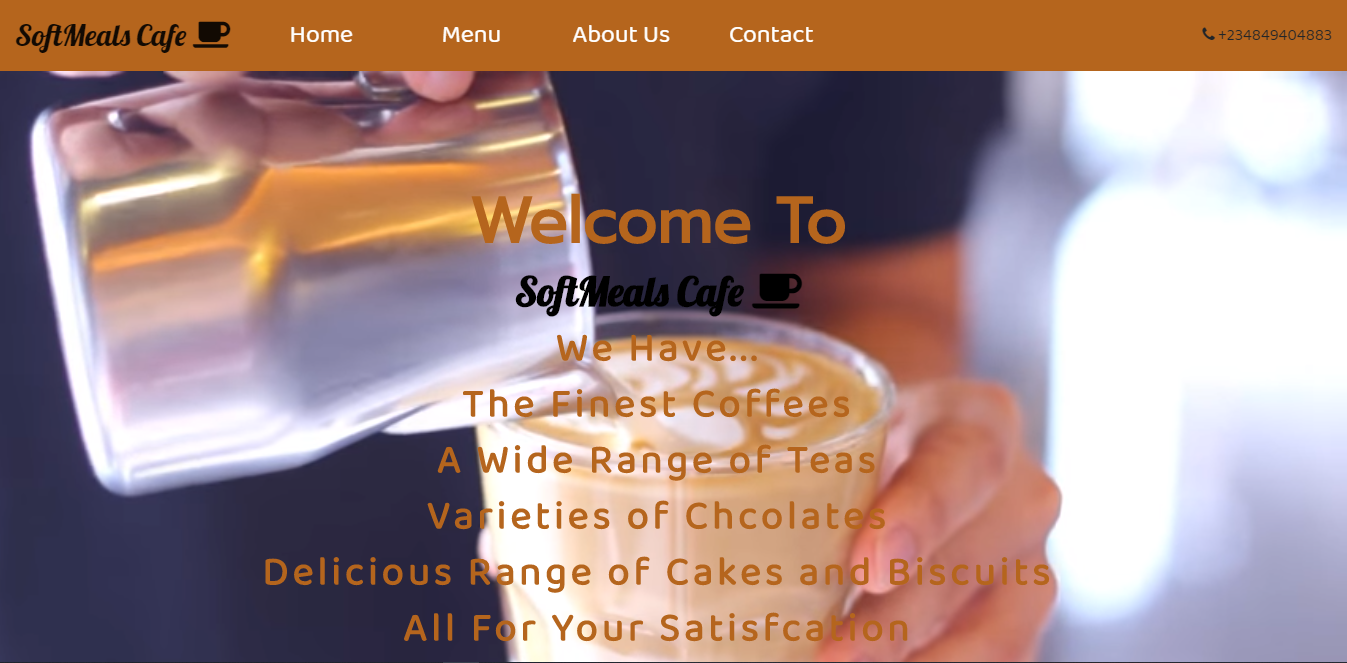 SoftMeals Cafe
Home
Menu
About Us
Contact
+234849404883
Welcome To
SoftMeals Cafe
We Have...
The Finest Coffees
A Wide Range of Teas
Varieties of Chcolates
Delicious Range of Cakes and Biscuits
All For Your Satisfcation